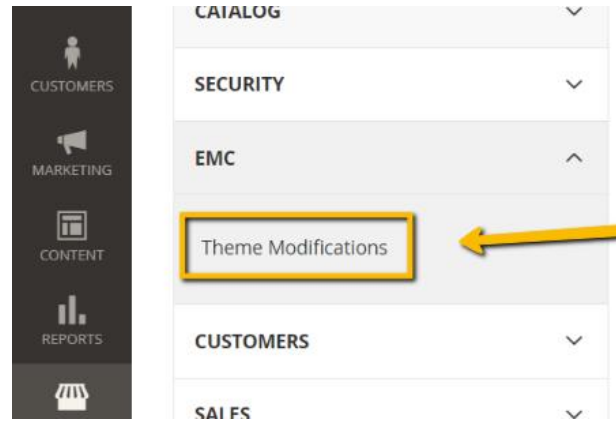 CATALOG
CUSTOMERS
SECURITY
MARKETING
EMC
CONTENT
Theme Modifications
REPORTS
CUSTOMERS
SALES